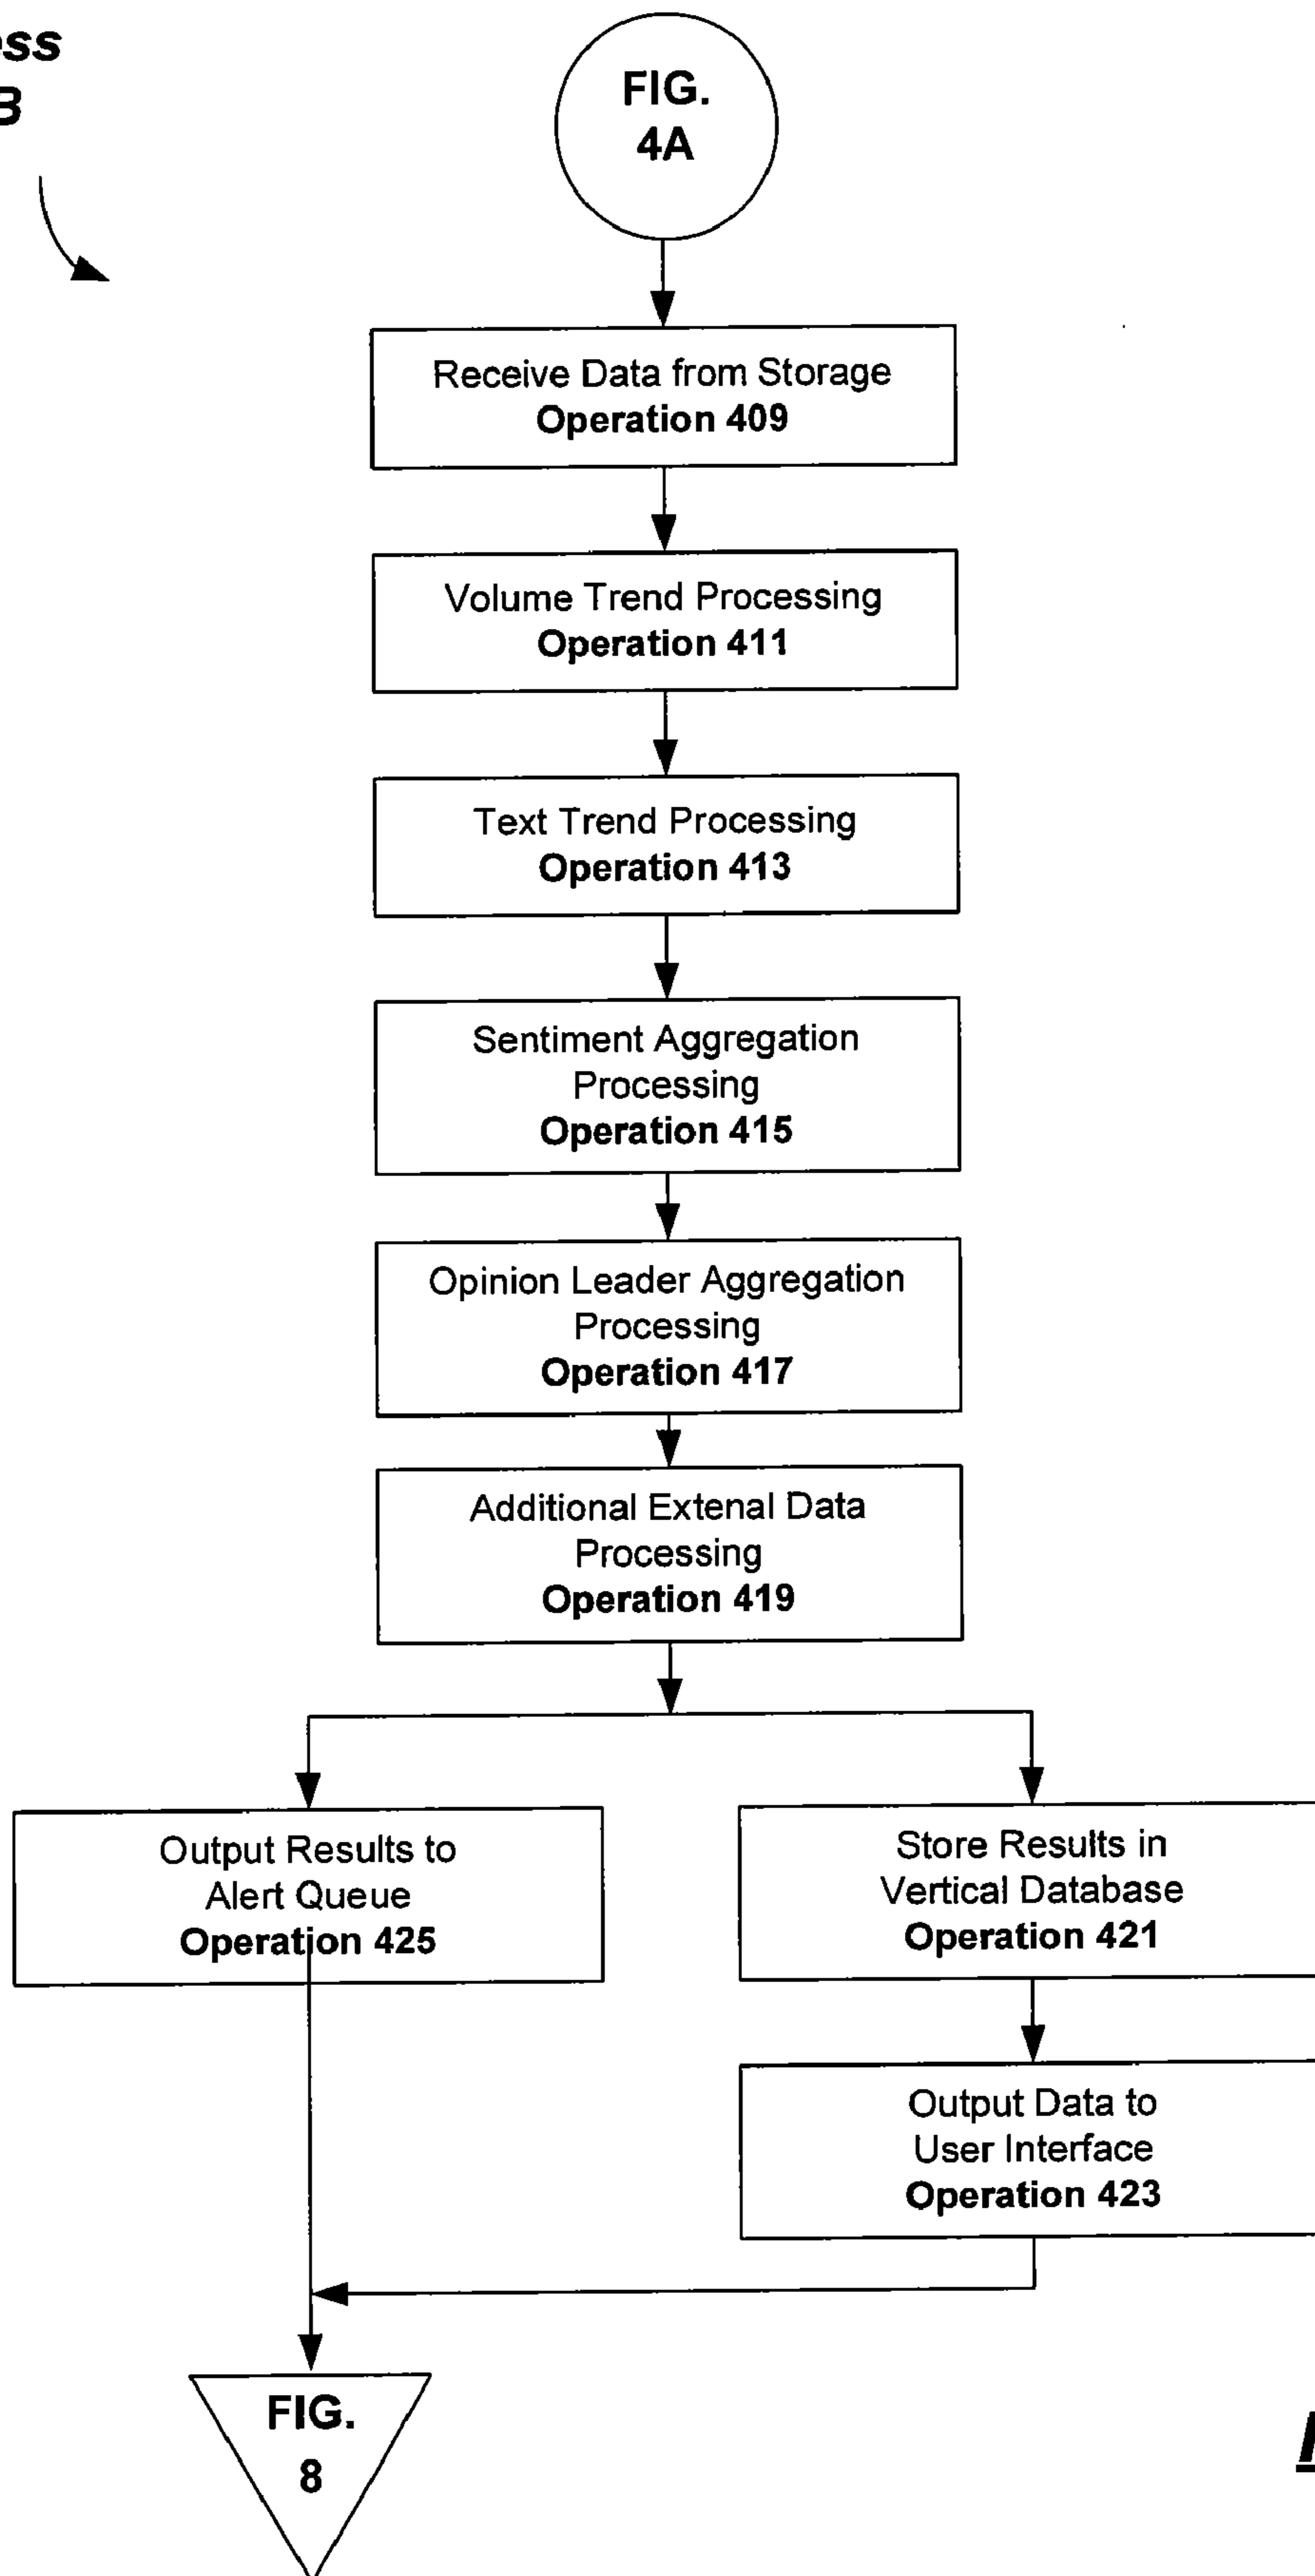 FIG.
4A
Receive Data from Storage
Operation 409
Volume Trend Processing
Operation 411
Text Trend Processing
Operation 413
Sentiment Aggregation
Processing
Operation 415
Opinion Leader Aggregation
Processing
Operation 417
Additional Extenal Data
Processing
Operation 419
Output Results to
Alert Queue
Operation 425
Store Results in
Vertical Database
Operation 421
Output Data to
User Interface
Operation 423
FIG.
8